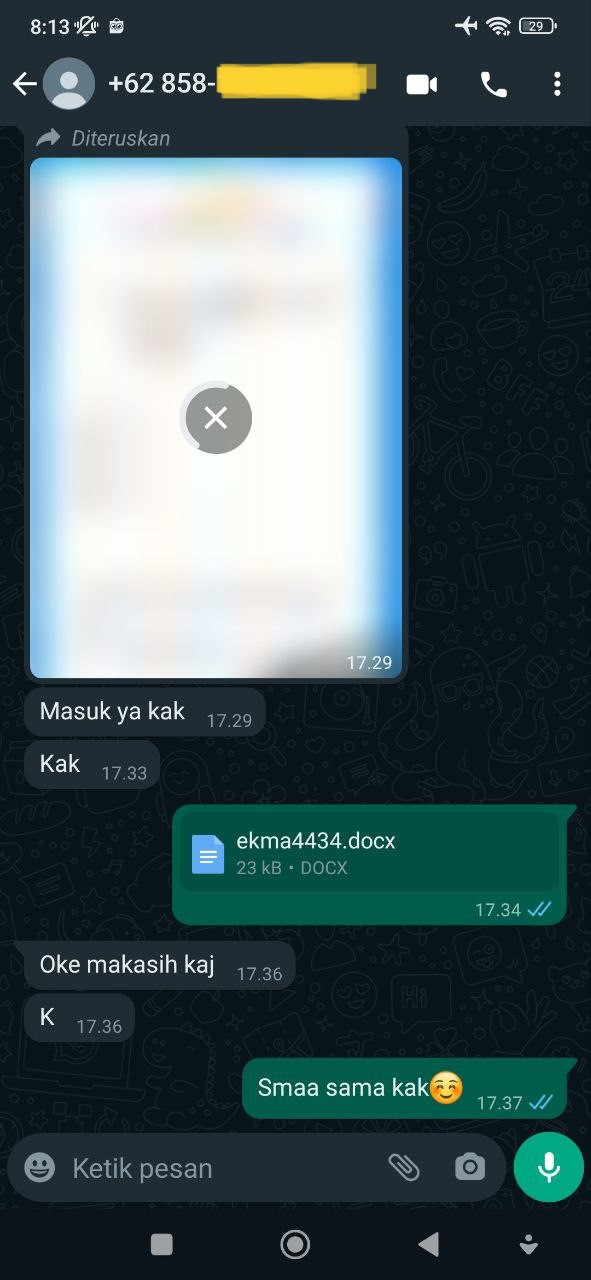 8:13
29
+62 858-
Diteruskan
17.29
Masuk ya kak 17.29
Kak 17.33
ekma4434.docx
23 kB • DOCX
17.34
Oke makasih kaj 17.36
K 17.36
Smaa sama kak☺️ 17.37
Ketik pesan